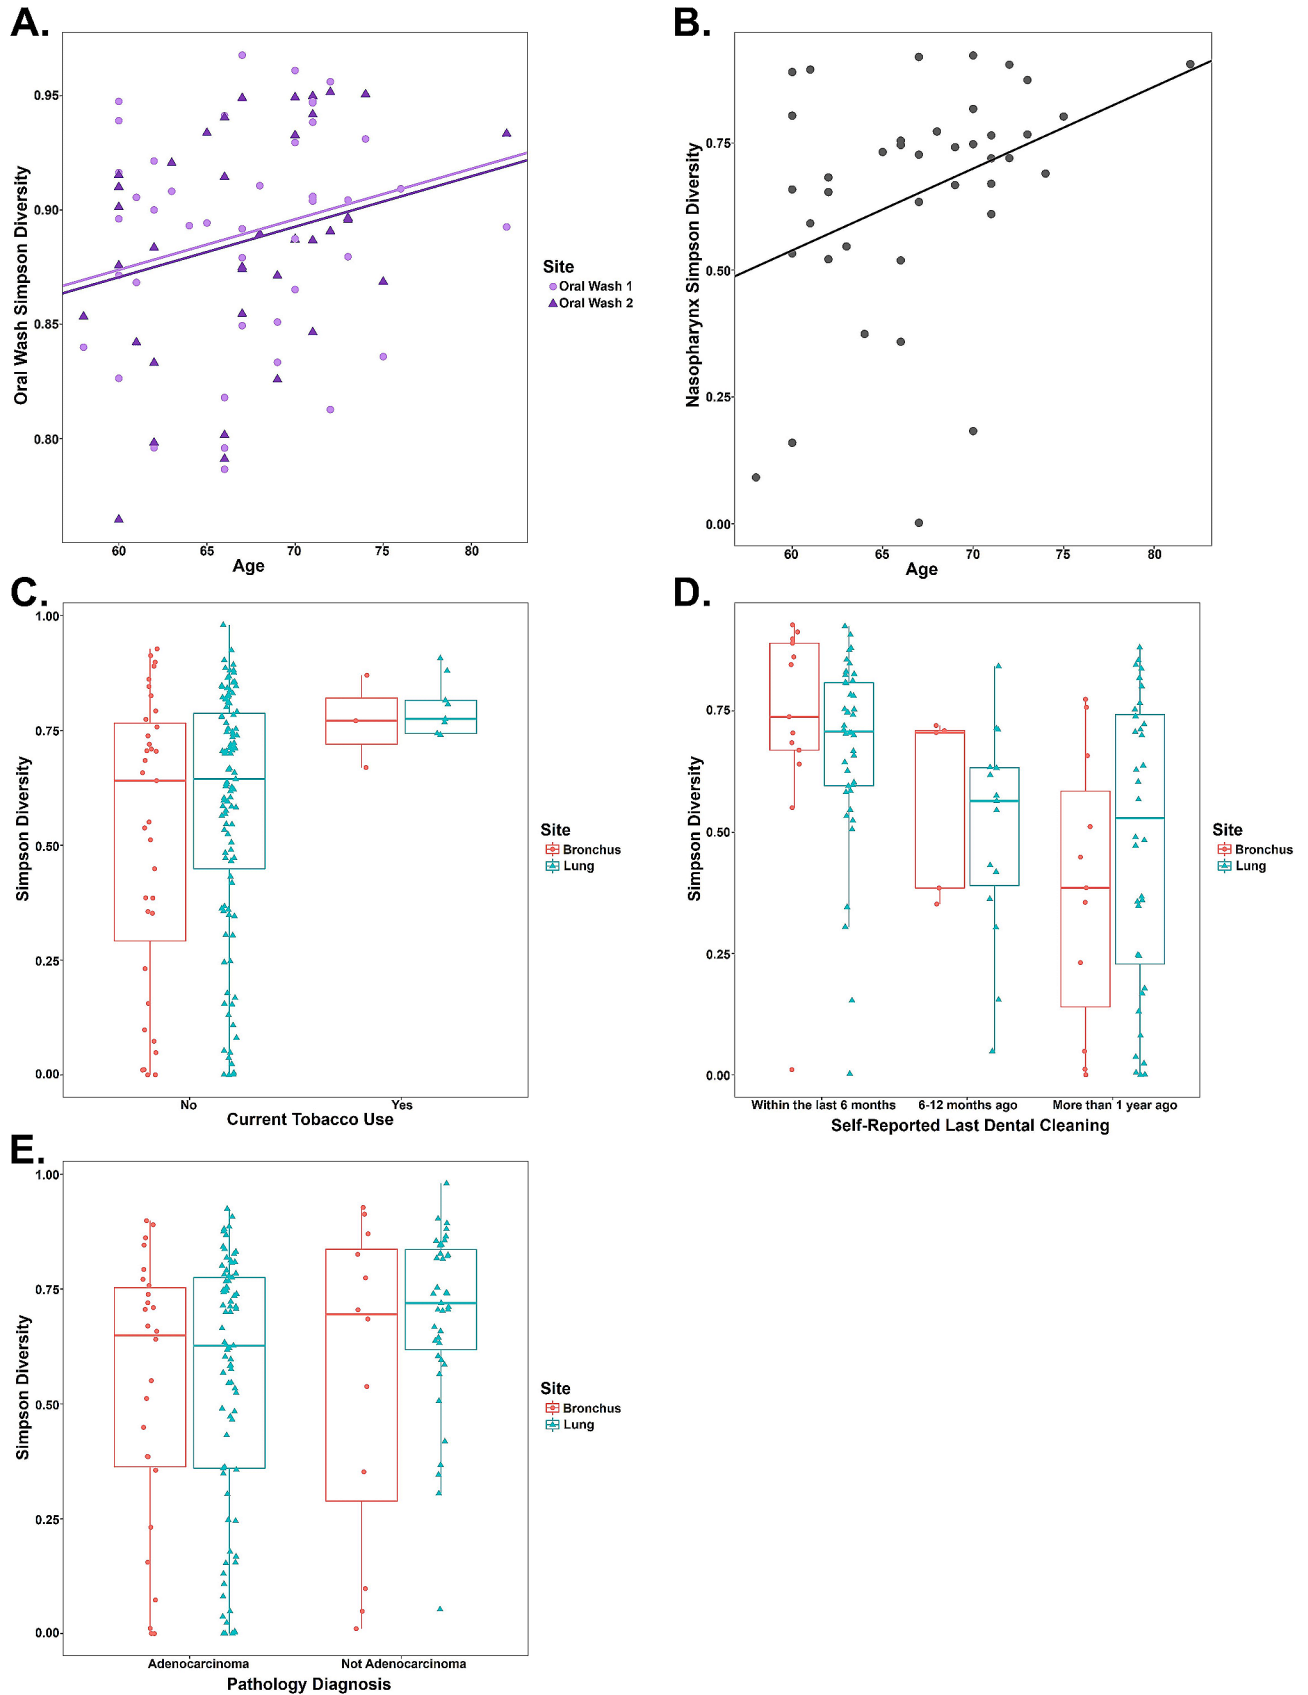 A.
Oral Wash Simpson Diversity
0.95
0.90
0.85
0.80
60 65 70 75 80
Age
Site
Oral Wash 1
Oral Wash 2
B.
Nasopharynx Simpson Diversity
0.75
0.50
0.25
0.00
60 65 70 75 80
Age
C.
Simpson Diversity
1.00
0.75
0.50
0.25
0.00
No Yes
Current Tobacco Use
Site
Bronchus
Lung
D.
Simpson Diversity
0.75
0.50
0.25
0.00
Within the last 6 months 6-12 months ago More than 1 year ago
Self-Reported Last Dental Cleaning
Site
Bronchus
Lung
E.
Simpson Diversity
1.00
0.75
0.50
0.25
0.00
Adenocarcinoma Not Adenocarcinoma
Pathology Diagnosis
Site
Bronchus
Lung